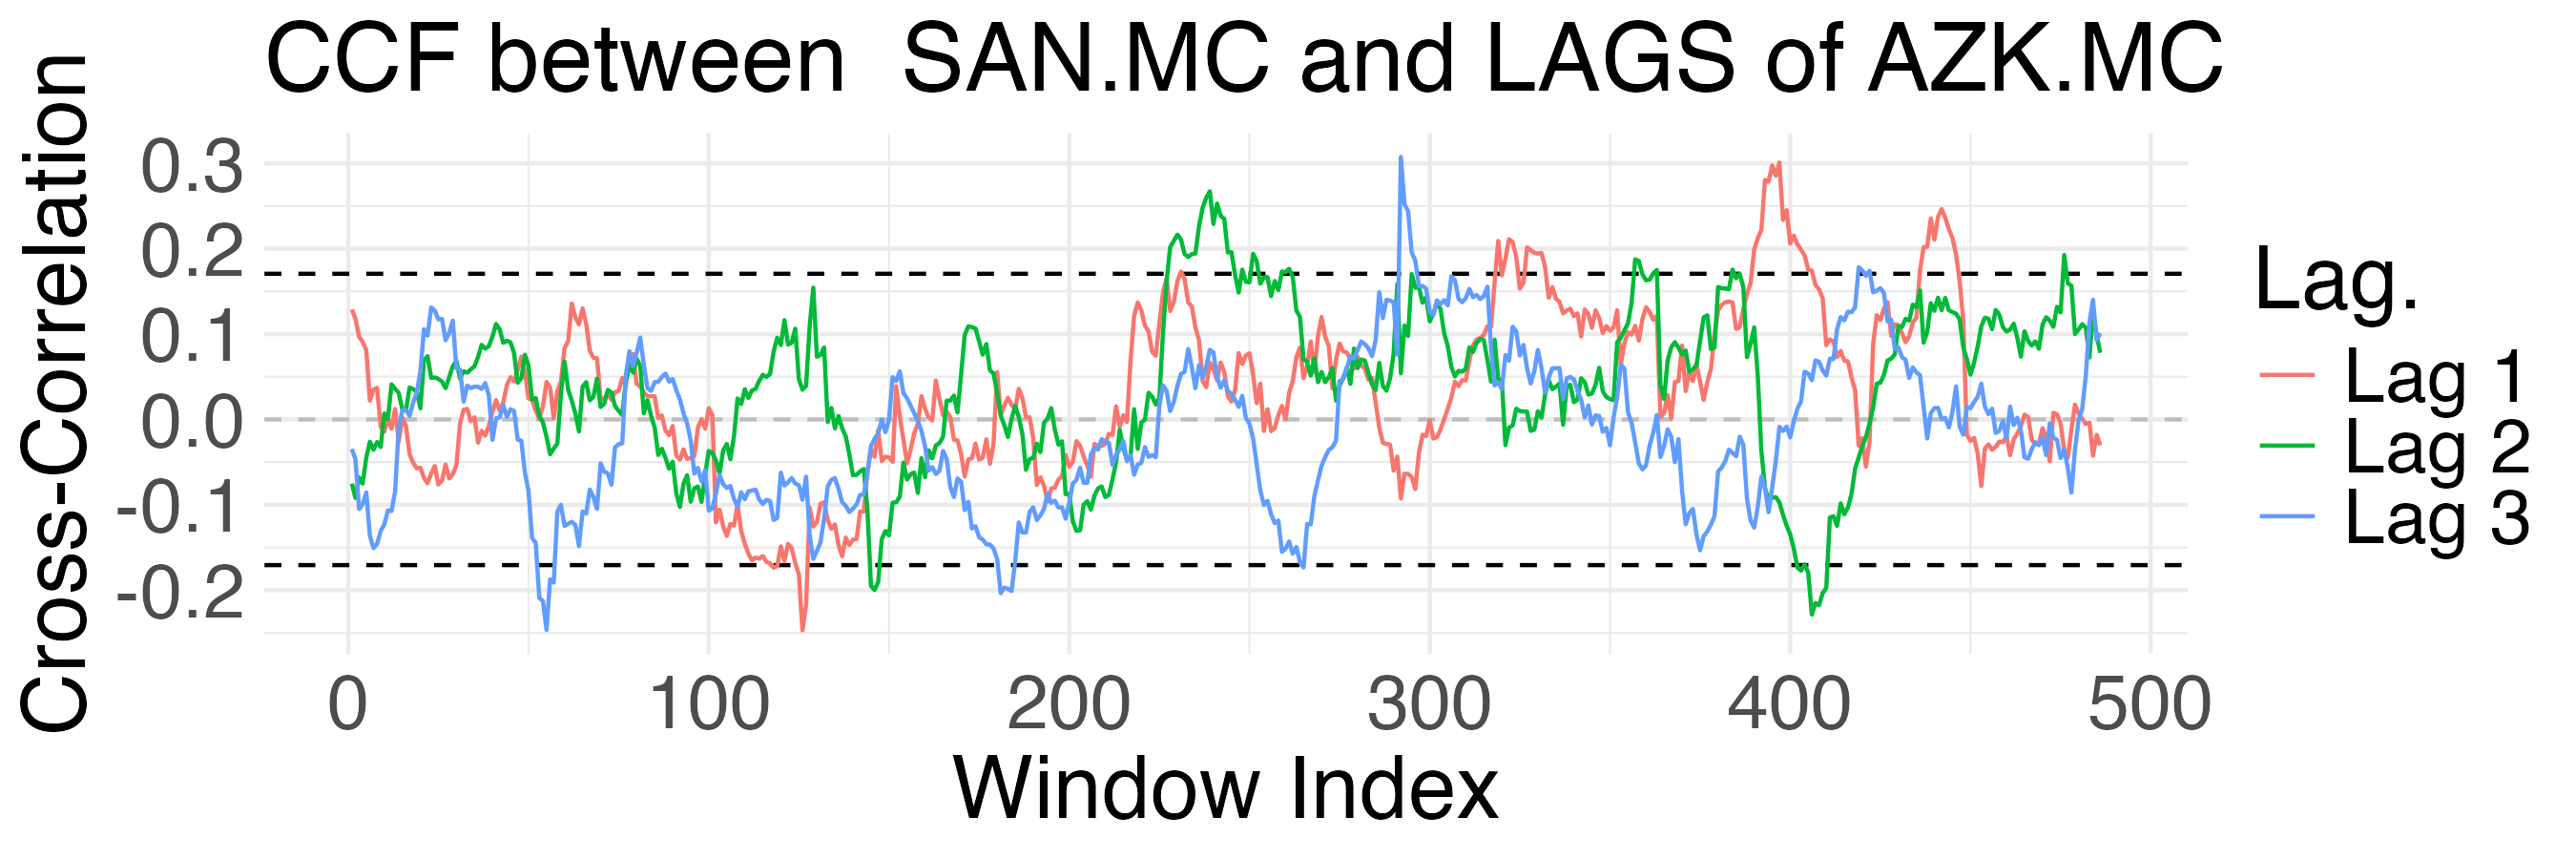 CCF between  SAN.MC and LAGS of AZK.MC
Cross-Correlation
0.3
0.2
0.1
0.0
-0.1
-0.2
0 100 200 300 400 500
Window Index
Lag.
Lag 1
Lag 2
Lag 3